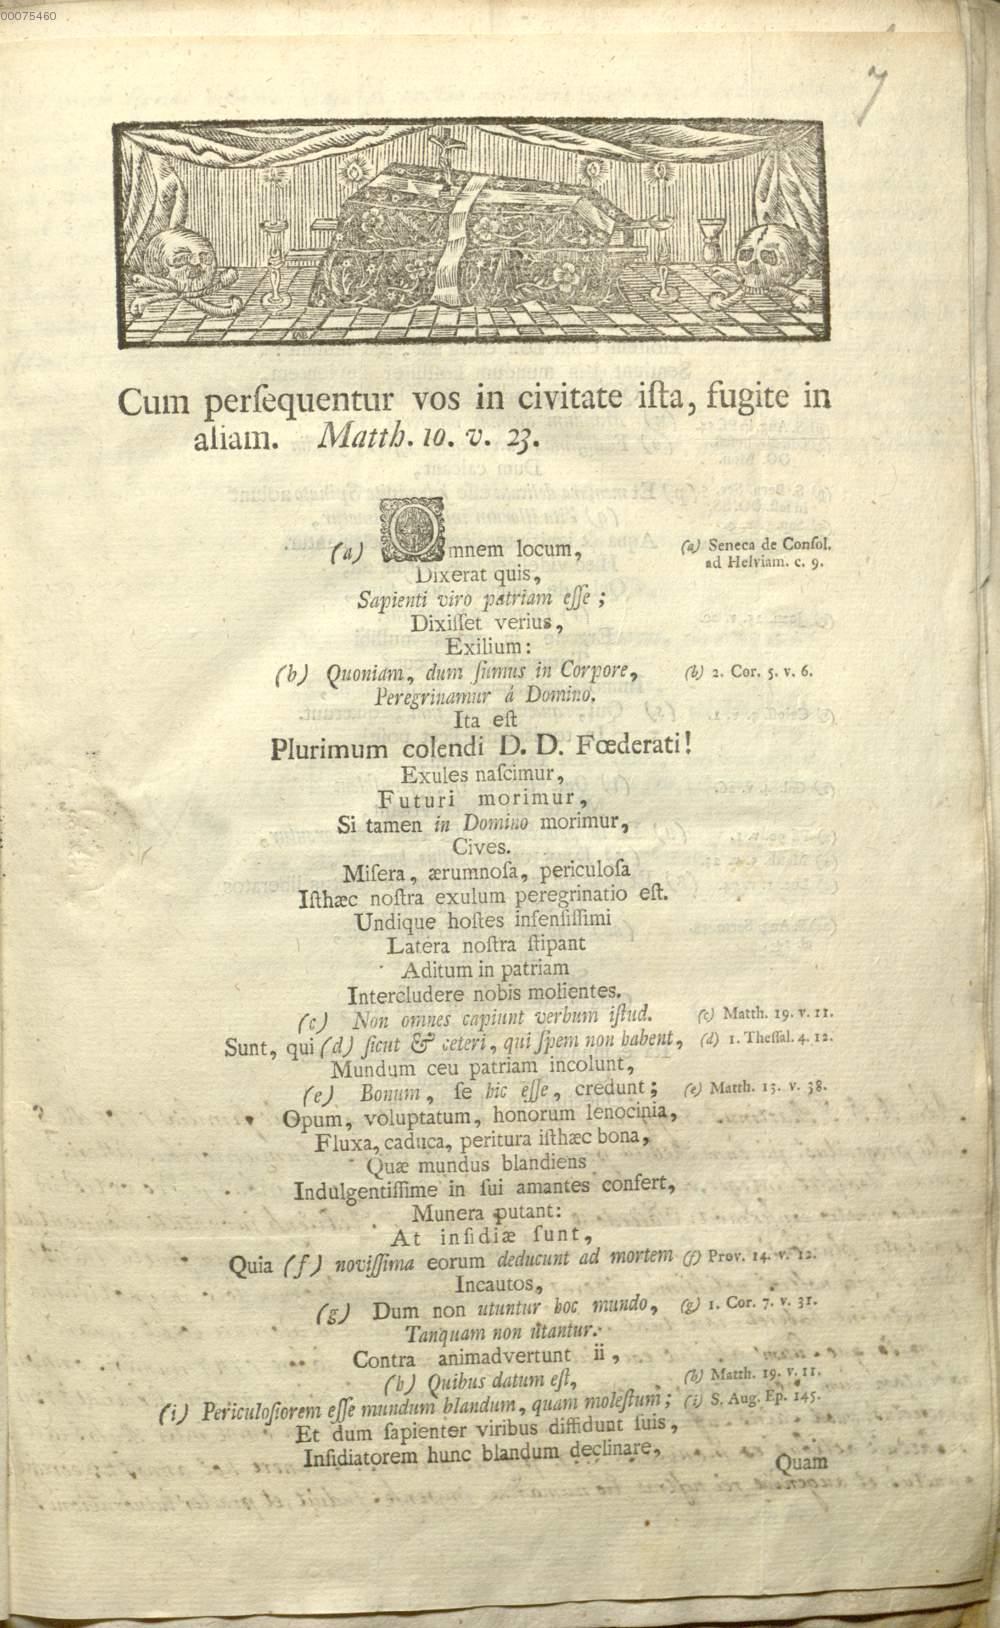 00075460
7
Cum perſequentur vos in civitate iſta, fugite in
aliam. Matth. 10. v. 23.
(a) Omnem locum,
(a) Seneca de Conſol.
ad Helviam. c. 9.
Dixerat quis,
Sapienti viro patriam eſſe ;
Dixiſſet verius,
Exilium:
(b) Quoniam, dum ſumus in Corpore,
(b) 2. Cor. 5. v. 6.
Peregrinamur á Domino.
Ita eſt
Plurimum colendi D. D. Fœderati!
Exules naſcimur,
Futuri morimur,
Si tamen in Domino morimur,
Cives.
Miſera, ærumnoſa, periculoſa
Iſthæc noſtra exulum peregrinatio eſt.
Undique hoſtes infenſiſſimi
Latera noſtra ſtipant
Aditum in patriam
Intercludere nobis molientes.
(c) Non omnes capiunt verbum iſtud.
(c) Matth. 19. v. 11.
Sunt, qui (d) ſicut & ceteri, qui ſpem non habent,
(d) 1. Theſſal. 4. 12.
Mundum ceu patriam incolunt,
(e) Bonum, ſe hic eſſe, credunt;
(e) Matth. 13. v. 38.
Opum, voluptatum, honorum lenocinia,
Fluxa, caduca, peritura iſthæc bona,
Quæ mundus blandiens
Indulgentiſſime in ſui amantes confert,
Munera putant:
At inſidiæ ſunt,
Quia (f) noviſſima eorum deducunt ad mortem
(f) Prov. 14. v. 12.
Incautos,
(g) Dum non utuntur hoc mundo,
(g) 1. Cor. 7. v. 31.
Tanquam non utantur.
Contra animadvertunt ii,
(h) Quibus datum eſt,
(h) Matth. 19. v. 11.
(i) Periculoſiorem eſſe mundum blandum, quam moleſtum ;
(i) S. Aug. Ep. 145.
Et dum ſapienter viribus diffidunt ſuis,
Inſidiatorem hunc blandum declinare,
Quam